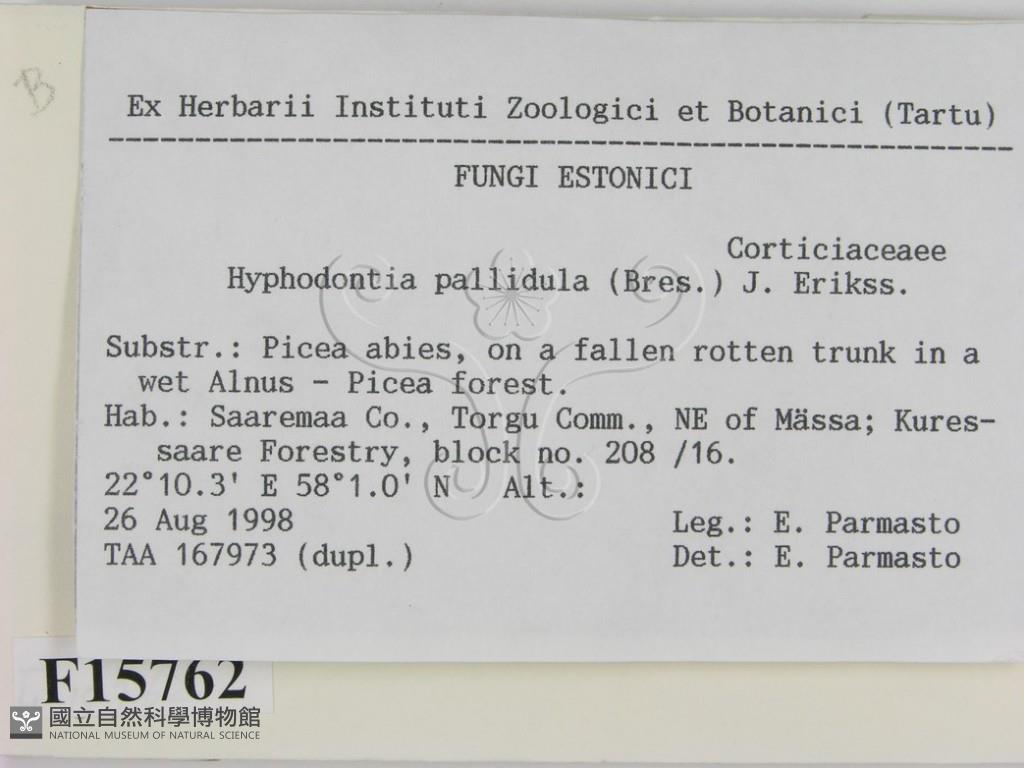 B
Ex Herbarii Instituti Zoologici et Botanici (Tartu)
FUNGI ESTONICI
Corticiaceaee
Hyphodontia pallidula (Bres.) J. Erikss.
Substr.: Picea abies, on a fallen rotten trunk in a
wet Alnus - Picea forest.
Hab.: Saaremaa Co., Torgu Comm., NE of Mässa; Kures-
saare Forestry, block no. 208 /16.
22°10.3' E 58°1.0' N Alt.:
26 Aug 1998 Leg.: E. Parmasto
TAA 167973 (dupl.) Det.: E. Parmasto
F15762
國立自然科學博物館
NATIONAL MUSEUM OF NATURAL SCIENCE